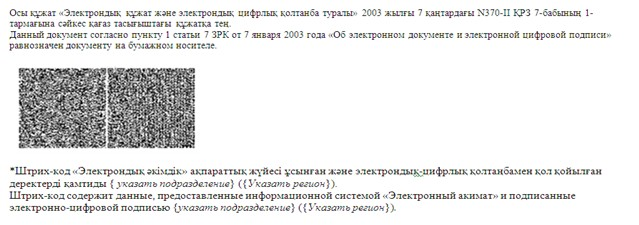 Осы құжат «Электрондық құжат және электрондық цифрлық қолтанба туралы» 2003 жылғы 7 қаңтардағы N370-II ҚРЗ 7-бабының 1-
тармағына сәйкес қағаз тасығыштағы құжатқа тең.
Данный документ согласно пункту 1 статьи 7 ЗРК от 7 января 2003 года «Об электронном документе и электронной цифровой подписи»
равнозначен документу на бумажном носителе.
*Штрих-код «Электрондық әкімдік» ақпараттық жүйесі ұсынған және электрондық-цифрлық қолтанбамен қол қойылған
деректерді қамтиды { указать подразделение} ({Указать регион}).
Штрих-код содержит данные, предоставленные информационной системой «Электронный акимат» и подписанные
электронно-цифровой подписью {указать подразделение} ({Указать регион}).